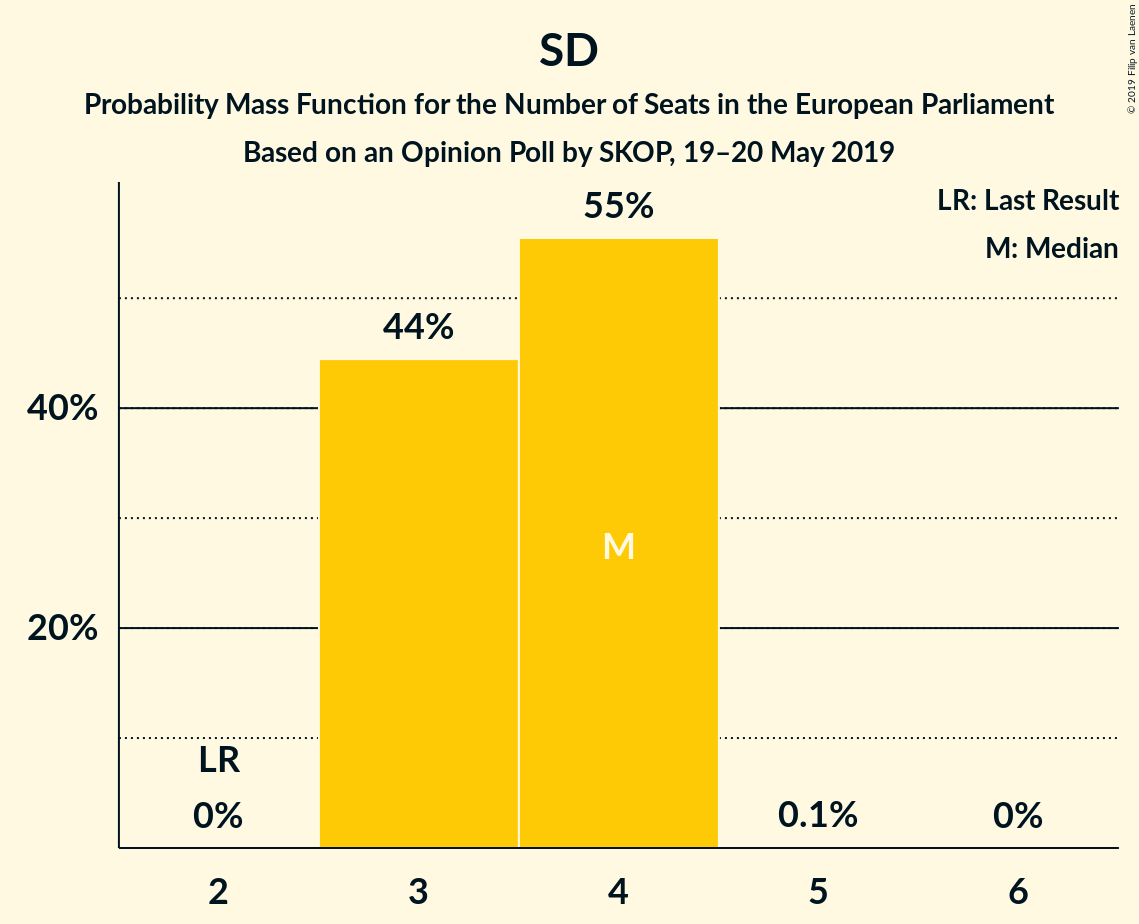 SD
Probability Mass Function for the Number of Seats in the European Parliament
Based on an Opinion Poll by SKOP, 19–20 May 2019
© 2019 Filip van Laenen
LR: Last Result
M: Median
55%
44%
40%
M
20%
LR
0%
0.1%
0%
2 3 4 5 6